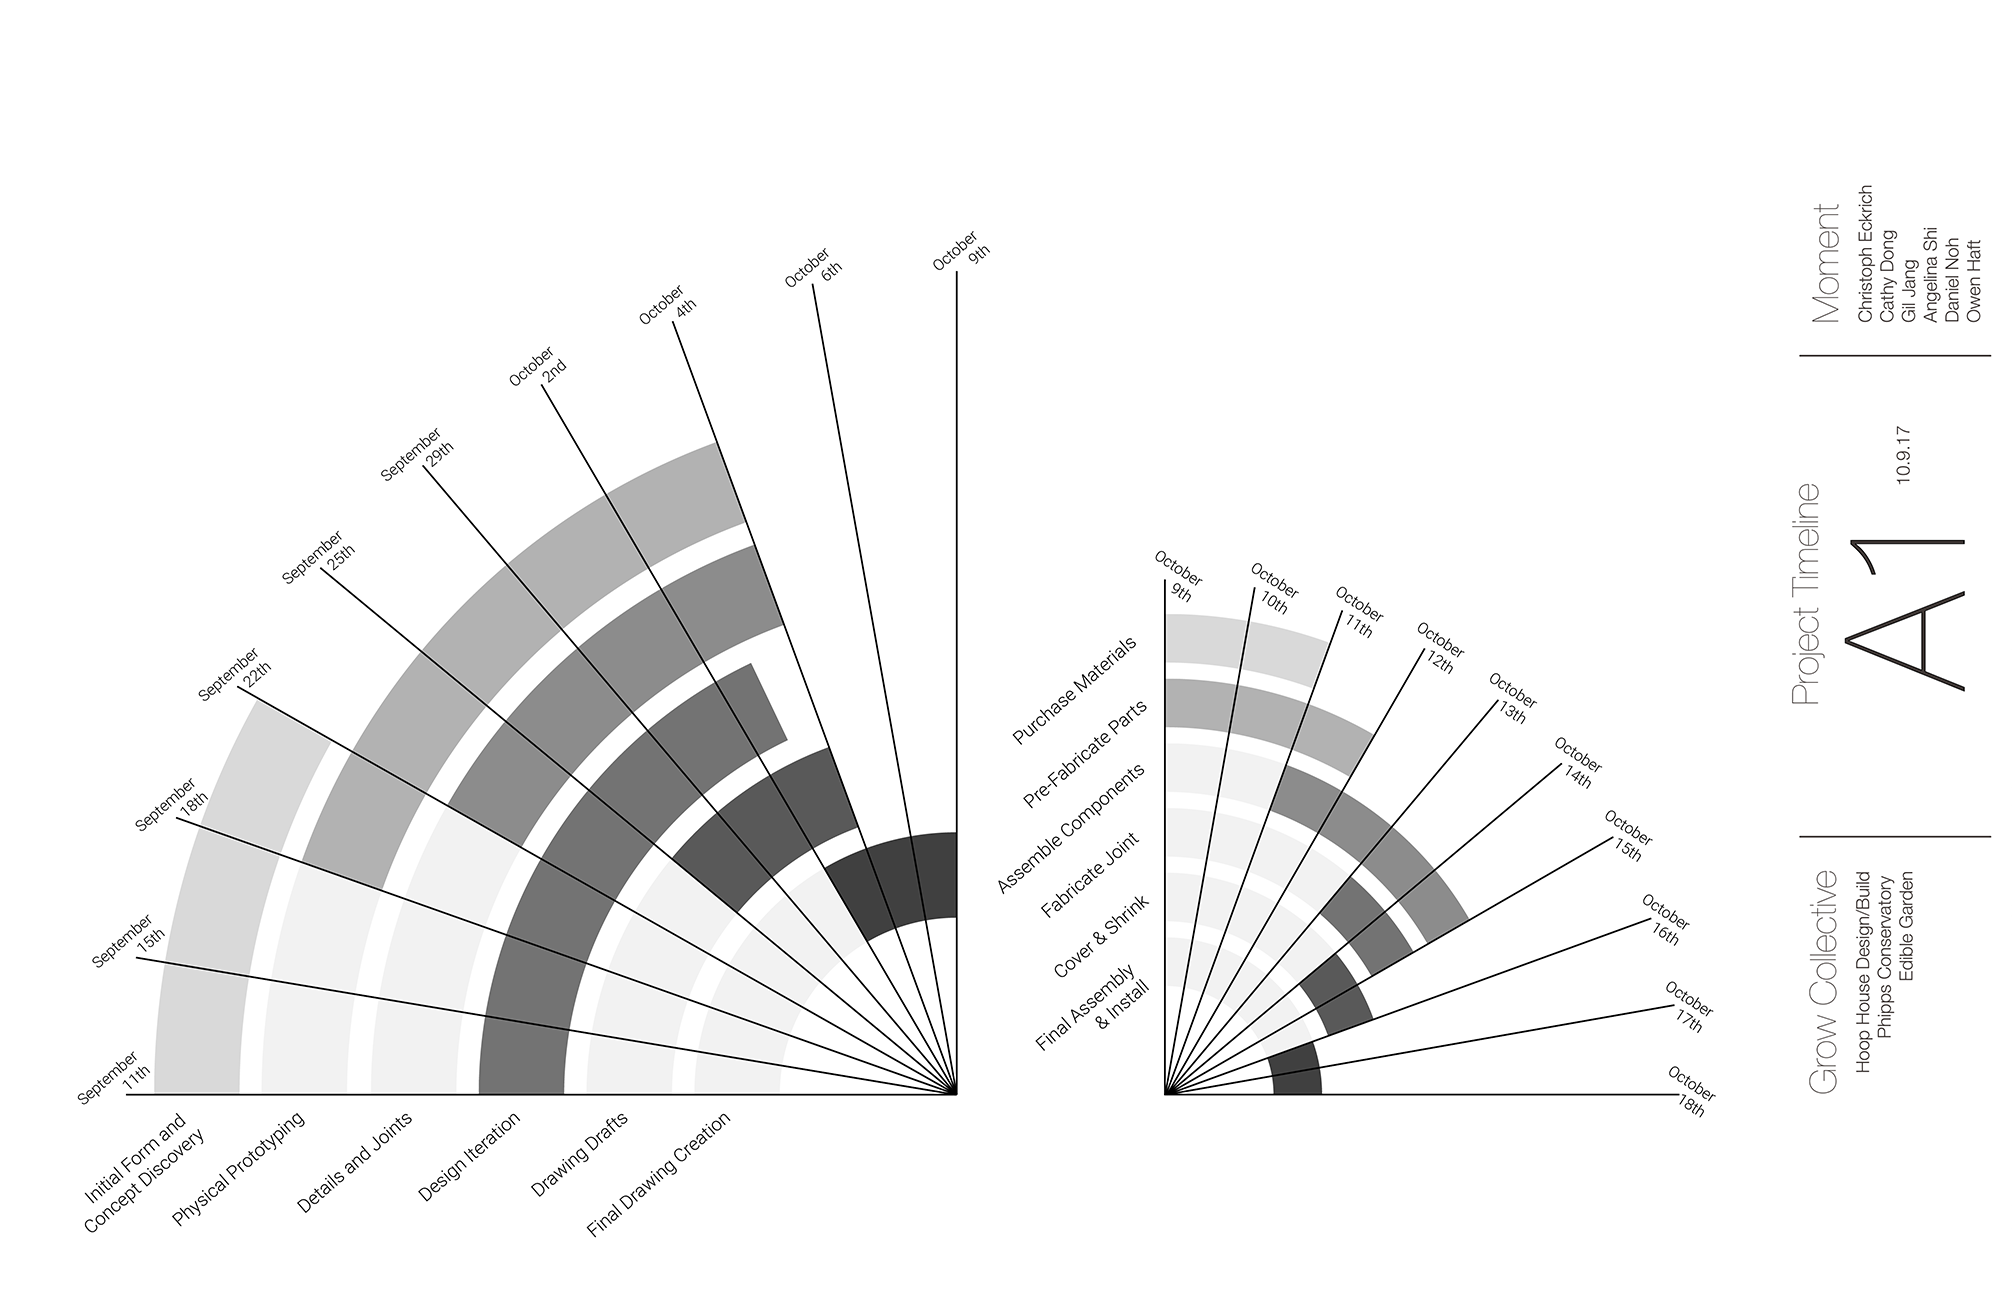 September
11th
September
15th
September
18th
September
22th
September
25th
September
29th
October
2nd
October
4th
October
6th
October
9th
Initial Form and
Concept Discovery
Physical Prototyping
Details and Joints
Design Iteration
Drawing Drafts
Final Drawing Creation
October
9th
October
10th
October
11th
October
12th
October
13th
October
14th
October
15th
October
16th
October
17th
October
18th
Purchase Materials
Pre-Fabricate Parts
Assemble Components
Fabricate Joint
Cover & Shrink
Final Assembly
& Install
Grow Collective
Hoop House Design/Build
Phipps Conservatory
Edible Garden
Project Timeline
A1
10.9.17
Moment
Christoph Eckrich
Cathy Dong
Gil Jang
Angelina Shi
Daniel Noh
Owen Haft